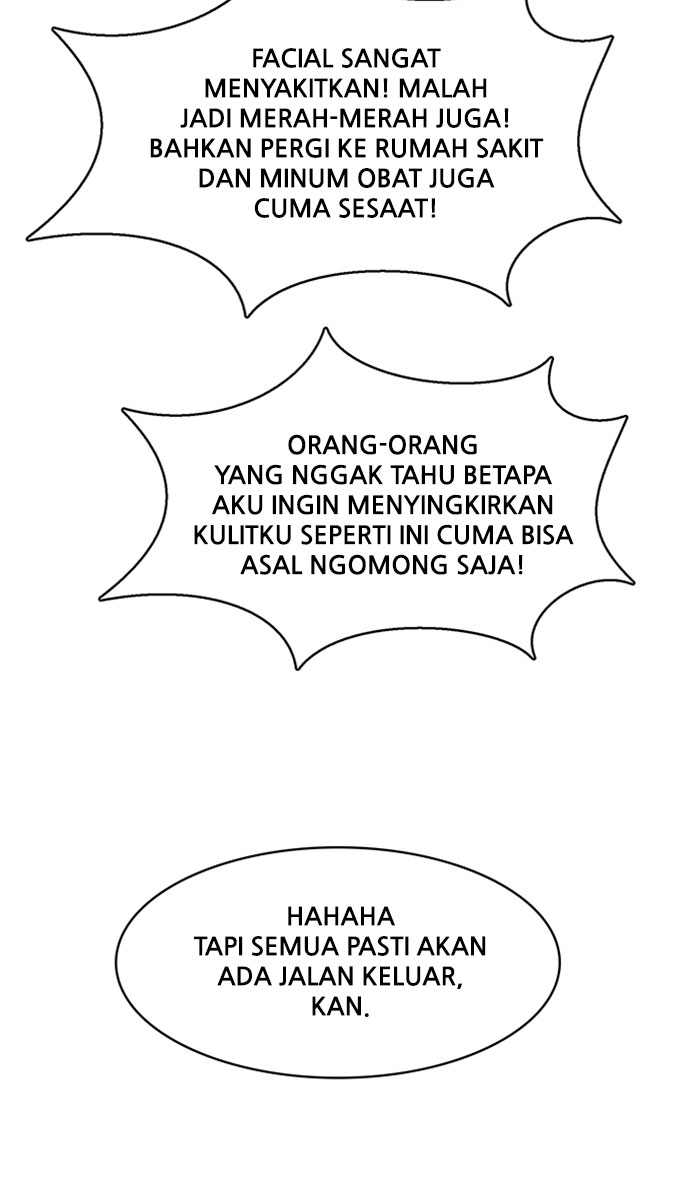 FACIAL SANGAT
MENYAKITKAN! MALAH
JADI MERAH-MERAH JUGA!
BAHKAN PERGI KE RUMAH SAKIT
DAN MINUM OBAT JUGA
CUMA SESAAT!
ORANG-ORANG
YANG NGGAK TAHU BETAPA
AKU INGIN MENYINGKIRKAN
KULITKU SEPERTI INI CUMA BISA
ASAL NGOMONG SAJA!
HAHAHA
TAPI SEMUA PASTI AKAN
ADA JALAN KELUAR,
KAN.